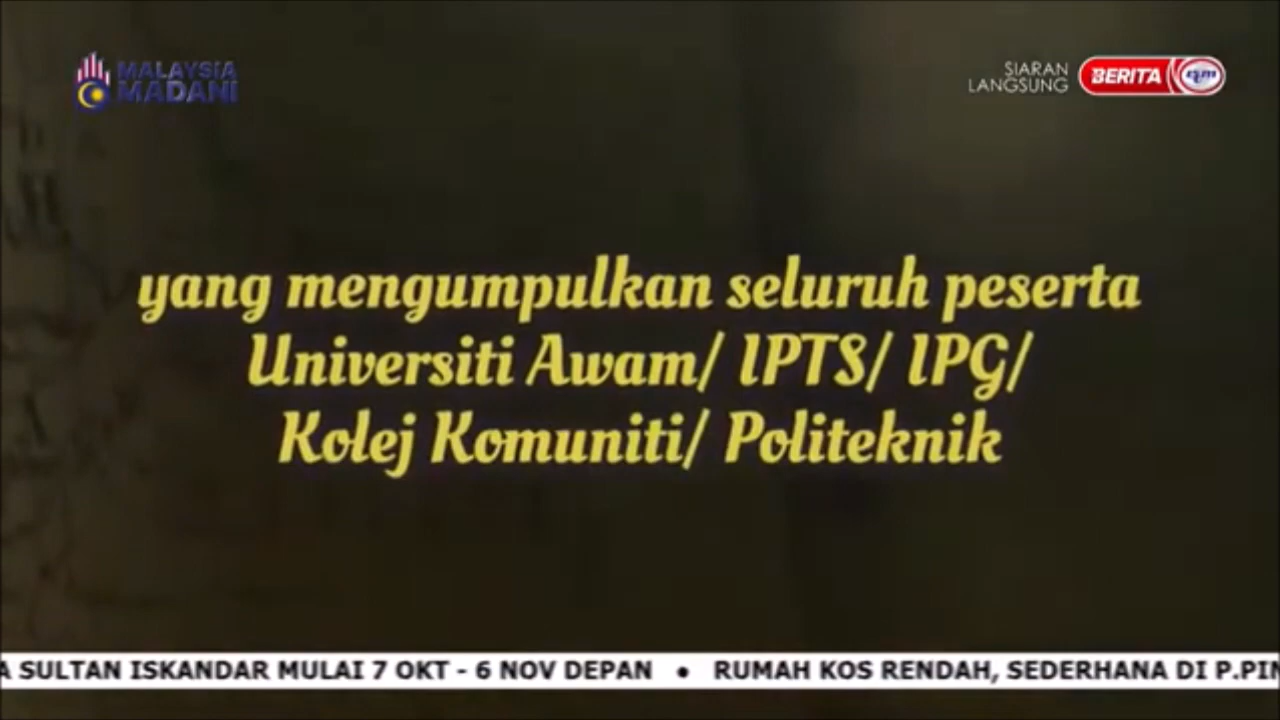 MALAYSIA
MADANI
SIARAN
LANGSUNG
BERITA
yang mengumpulkan seluruh peserta
Universiti Awam/ IPTS/ IPG/
Kolej Komuniti/ Politeknik
SULTAN ISKANDAR MULAI 7 OKT - 6 NOV DEPAN • RUMAH KOS RENDAH, SEDERHANA DI